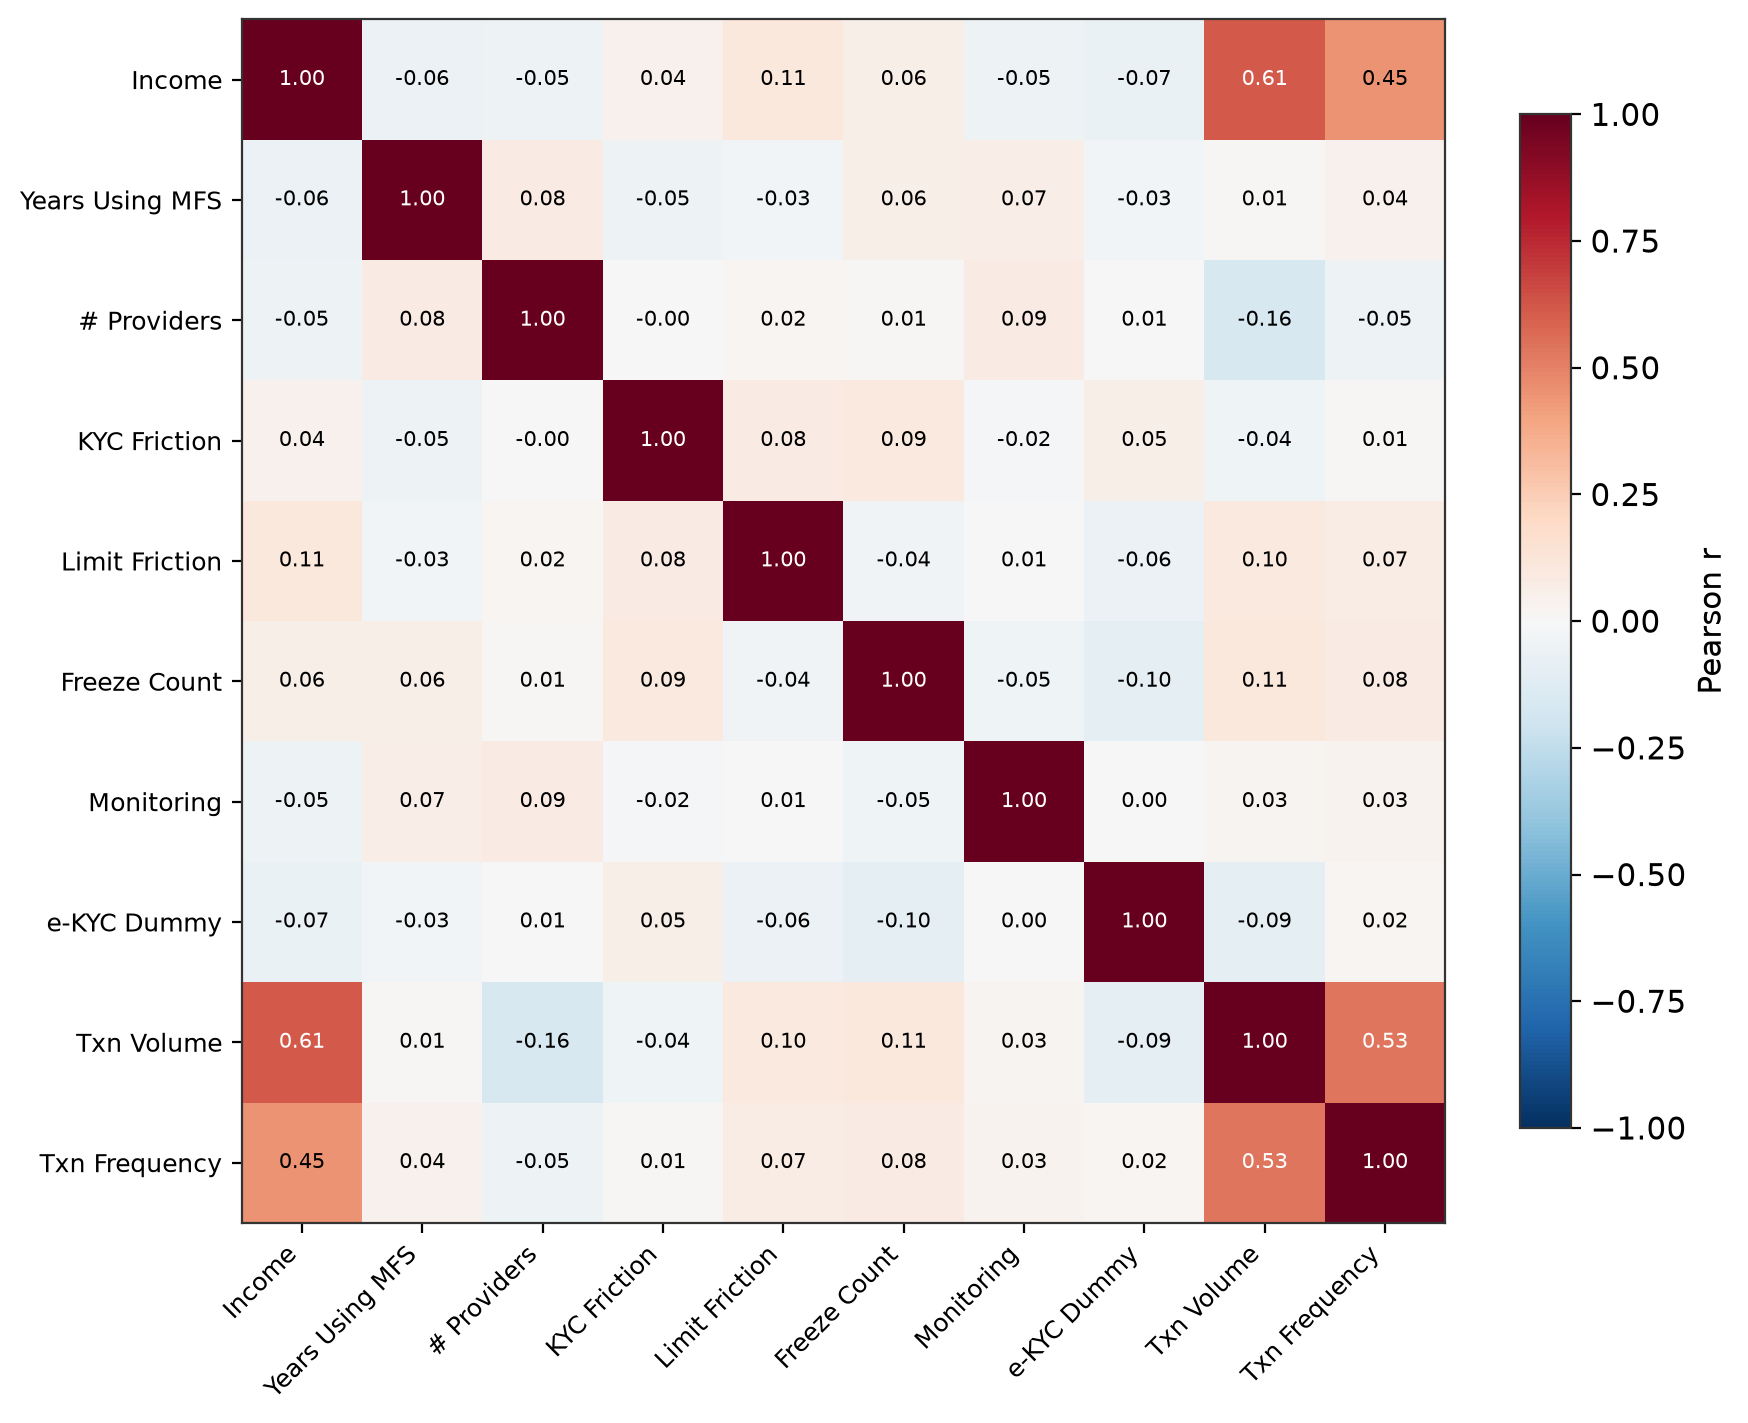 Income 1.00 -0.06 -0.05 0.04 0.11 0.06 -0.05 -0.07 0.61 0.45
Years Using MFS -0.06 1.00 0.08 -0.05 -0.03 0.06 0.07 -0.03 0.01 0.04
# Providers -0.05 0.08 1.00 -0.00 0.02 0.01 0.09 0.01 -0.16 -0.05
KYC Friction 0.04 -0.05 -0.00 1.00 0.08 0.09 -0.02 0.05 -0.04 0.01
Limit Friction 0.11 -0.03 0.02 0.08 1.00 -0.04 0.01 -0.06 0.10 0.07
Freeze Count 0.06 0.06 0.01 0.09 -0.04 1.00 -0.05 -0.10 0.11 0.08
Monitoring -0.05 0.07 0.09 -0.02 0.01 -0.05 1.00 0.00 0.03 0.03
e-KYC Dummy -0.07 -0.03 0.01 0.05 -0.06 -0.10 0.00 1.00 -0.09 0.02
Txn Volume 0.61 0.01 -0.16 -0.04 0.10 0.11 0.03 -0.09 1.00 0.53
Txn Frequency 0.45 0.04 -0.05 0.01 0.07 0.08 0.03 0.02 0.53 1.00
Income
Years Using MFS
# Providers
KYC Friction
Limit Friction
Freeze Count
Monitoring
e-KYC Dummy
Txn Volume
Txn Frequency
1.00
0.75
0.50
0.25
0.00
−0.25
−0.50
−0.75
−1.00
Pearson r